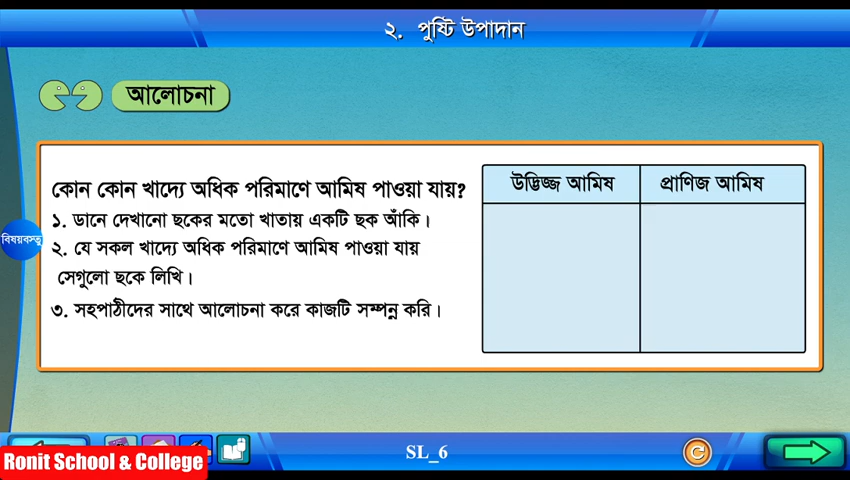 ২. পুষ্টি উপাদান
আলোচনা
কোন কোন খাদ্যে অধিক পরিমাণে আমিষ পাওয়া যায়?
১. ডানে দেখানো ছকের মতো খাতায় একটি ছক আঁকি।
২. যে সকল খাদ্যে অধিক পরিমাণে আমিষ পাওয়া যায়
সেগুলো ছকে লিখি।
৩. সহপাঠীদের সাথে আলোচনা করে কাজটি সম্পন্ন করি।
উদ্ভিজ্জ আমিষ
প্রাণিজ আমিষ
বিষয়বস্তু
SL_6
Ronit School & College